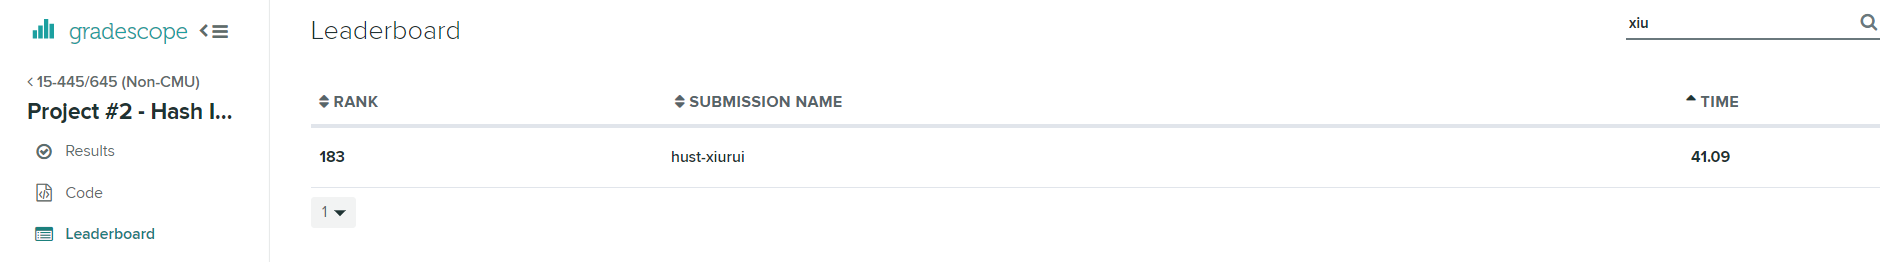 gradescope
15-445/645 (Non-CMU)
Project #2 - Hash I...
Results
Code
Leaderboard
Leaderboard
xiu
RANK SUBMISSION NAME TIME
183 hust-xiurui 41.09
1